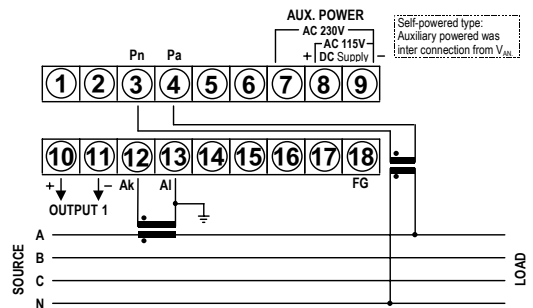 AUX. POWER
AC 230V
AC 115V
+ DC Supply −
Self-powered type:
Auxiliary powered was
inter connection from VAN.
Pn Pa
1 2 3 4 5 6 7 8 9
10 11 12 13 14 15 16 17 18
+ − Ak Al FG
OUTPUT 1
SOURCE
A
B
C
N
LOAD